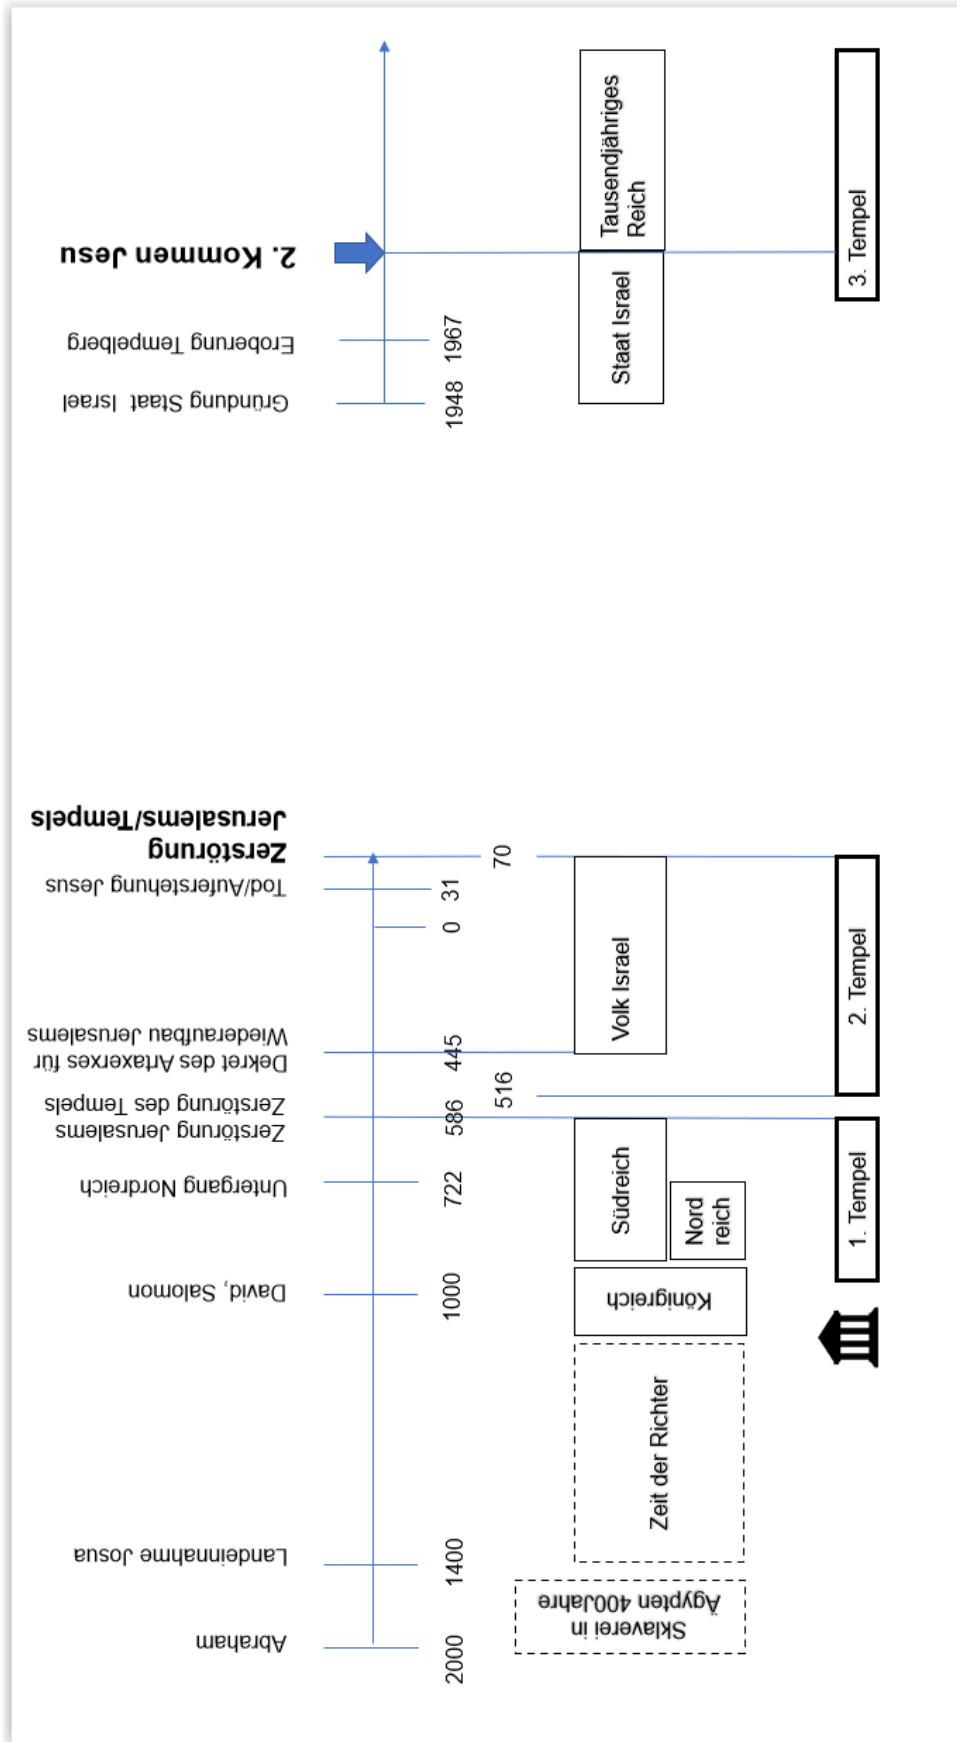 Abraham
Landeinnahme Josua
David, Salomon
Untergang Nordreich
Zerstörung Jerusalems
Zerstörung des Tempels
Dekret des Artaxerxes für
Wiederaufbau Jerusalems
Tod/Auferstehung Jesus
Zerstörung
Jerusalems/Tempels
Gründung Staat Israel
Eroberung Tempelberg
2. Kommen Jesu
2000
1400
1000
722
586
516
445
0
31
70
1948
1967
Sklaverei in
Ägypten 400Jahre
Zeit der Richter
Königreich
Südreich
Nord
reich
Volk Israel
Staat Israel
Tausendjähriges
Reich
1. Tempel
2. Tempel
3. Tempel